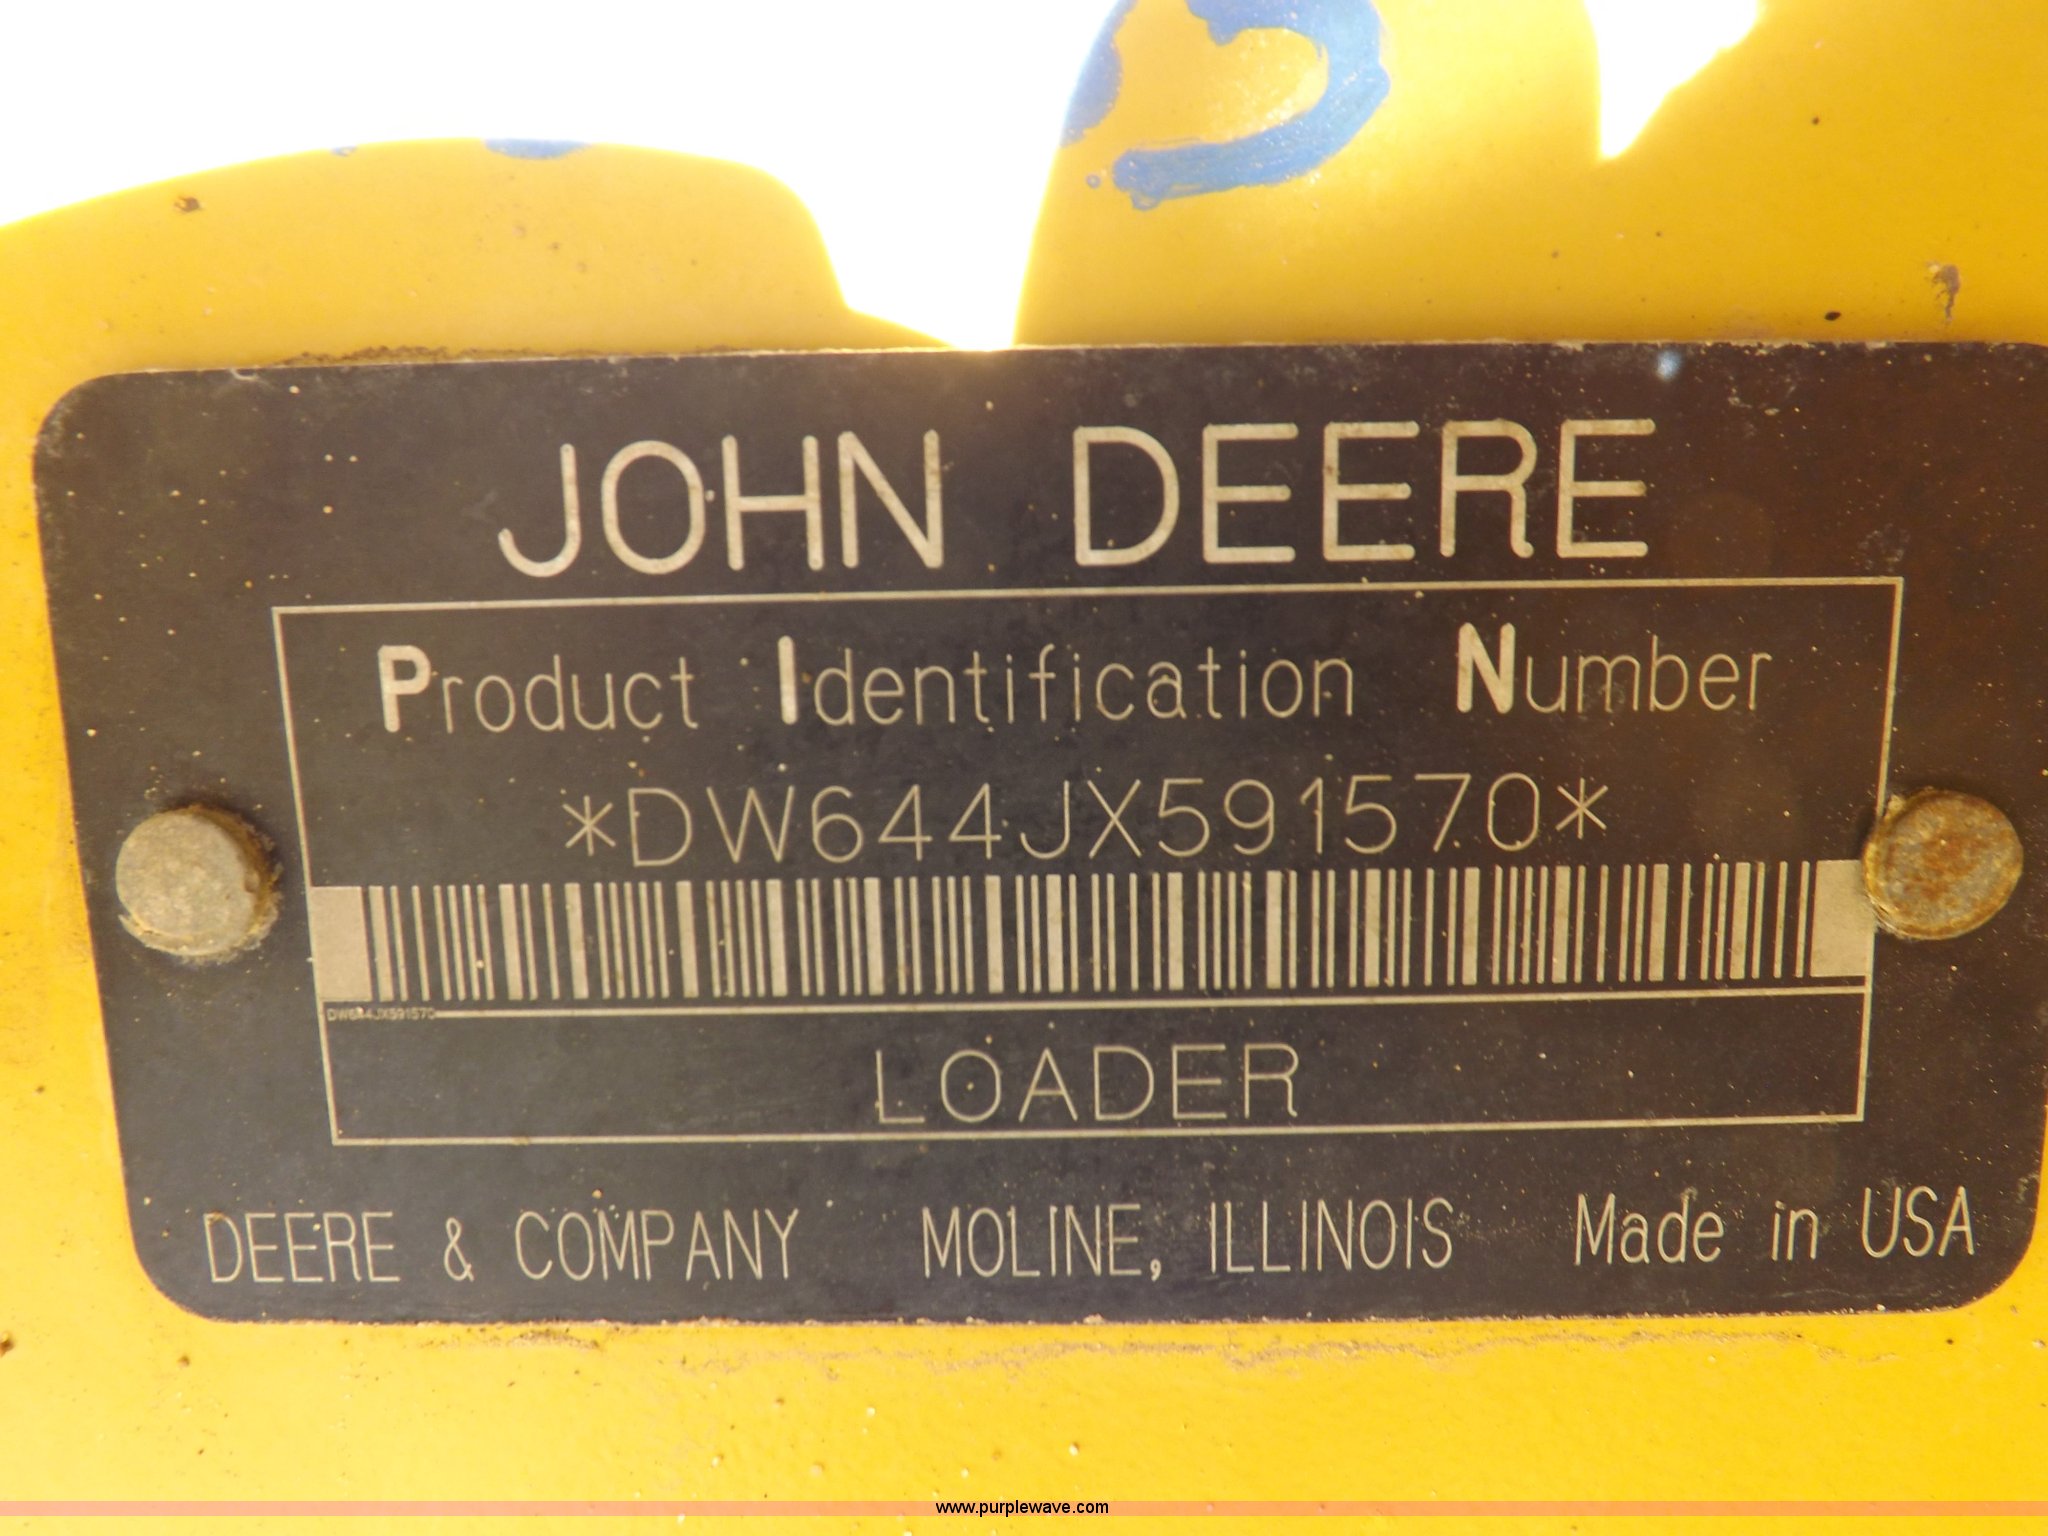 JOHN DEERE
Product Identification Number
*DW644JX591570*
DW644JX591570
LOADER
DEERE & COMPANY MOLINE, ILLINOIS Made in USA
www.purplewave.com